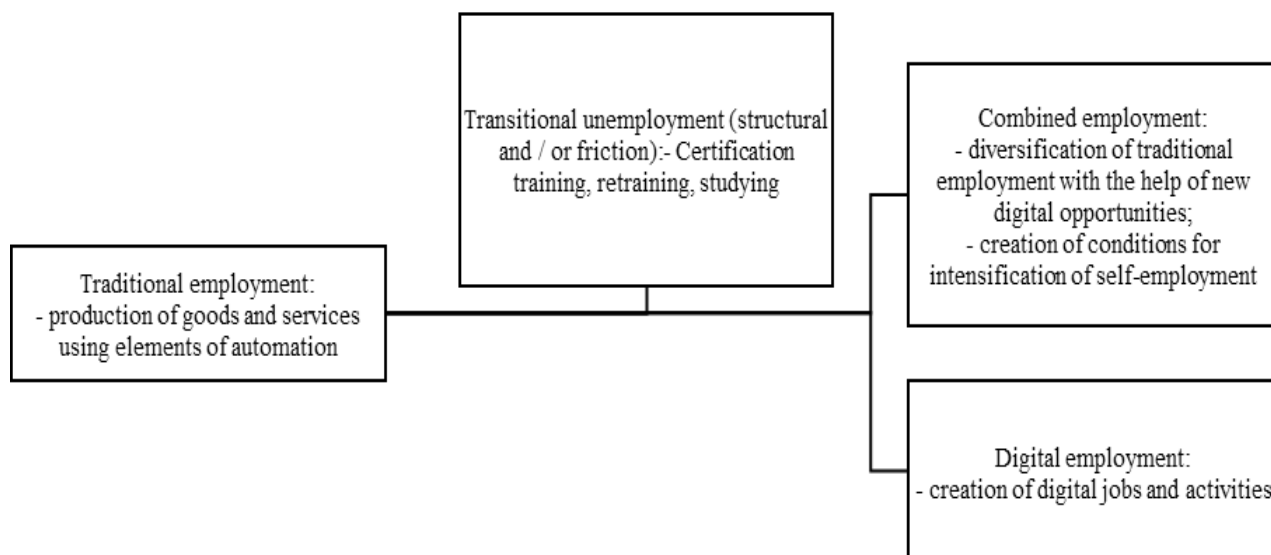 Traditional employment:
- production of goods and services
using elements of automation
Transitional unemployment (structural
and / or friction):- Certification
training, retraining, studying
Combined employment:
- diversification of traditional
employment with the help of new
digital opportunities;
- creation of conditions for
intensification of self-employment
Digital employment:
- creation of digital jobs and activities